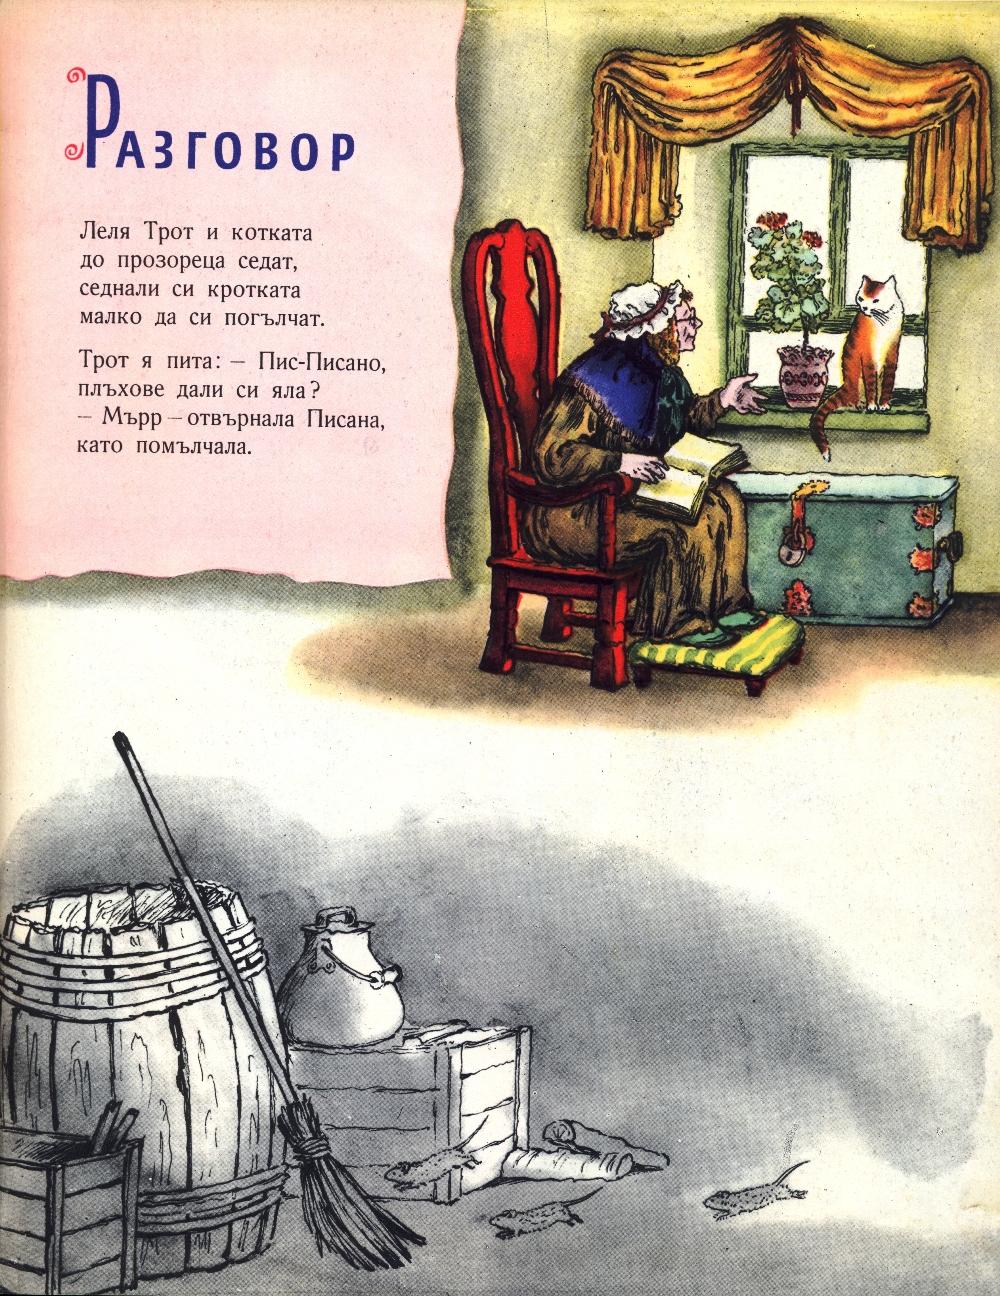 РАЗГОВОР
Леля Трот и котката
до прозореца седат,
седнали си кротката
малко да си погълчат.
Трот я пита: – Пис-Писано,
плъхове дали си яла?
– Мърр – отвърнала Писана,
като помълчала.